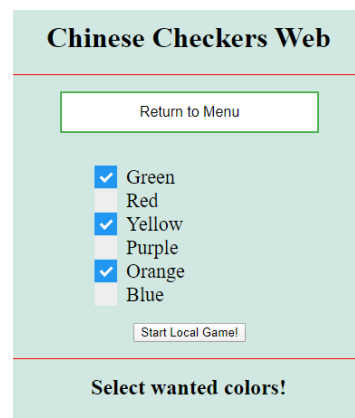 Chinese Checkers Web
Return to Menu
Green
Red
Yellow
Purple
Orange
Blue
Start Local Game!
Select wanted colors!